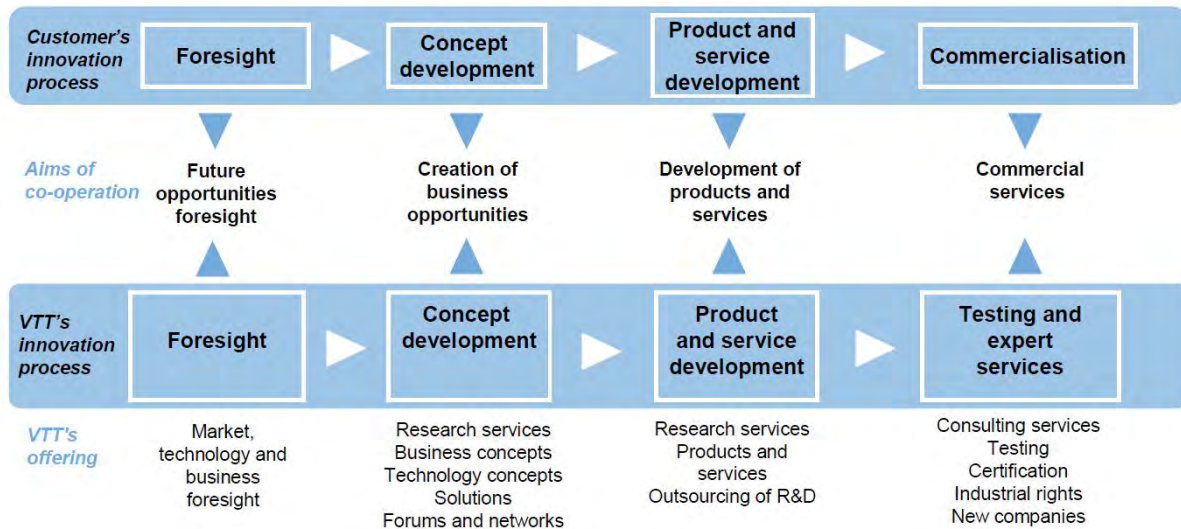 Customer's
innovation
process
Foresight
Concept
development
Product and
service
development
Commercialisation
Aims of
co-operation
Future
opportunities
foresight
Creation of
business
opportunities
Development of
products and
services
Commercial
services
VTT's
innovation
process
Foresight
Concept
development
Product
and service
development
Testing and
expert
services
VTT's
offering
Market,
technology and
business
foresight
Research services
Business concepts
Technology concepts
Solutions
Forums and networks
Research services
Products and
services
Outsourcing of R&D
Consulting services
Testing
Certification
Industrial rights
New companies